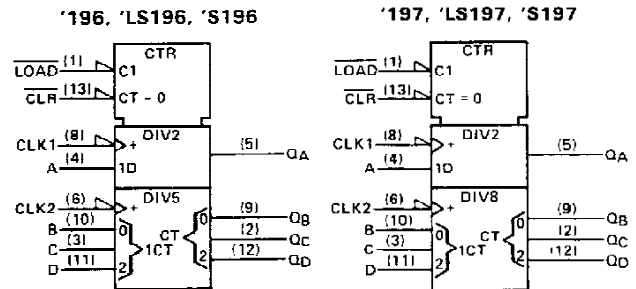 '196, 'LS196, 'S196
CTR
LOAD (1) C1
CLR (13) CT = 0
DIV2
CLK1 (8) + (5) QA
A (4) 1D
DIV5
CLK2 (6) + 0 (9) QB
B (10) 0 CT (2) QC
C (3) 1CT
D (11) 2 2 (12) QD
'197, 'LS197, 'S197
CTR
LOAD (1) C1
CLR (13) CT = 0
DIV2
CLK1 (8) + (5) QA
A (4) 1D
DIV8
CLK2 (6) + 0 (9) QB
B (10) 0 CT (2) QC
C (3) 1CT
D (11) 2 2 (12) QD